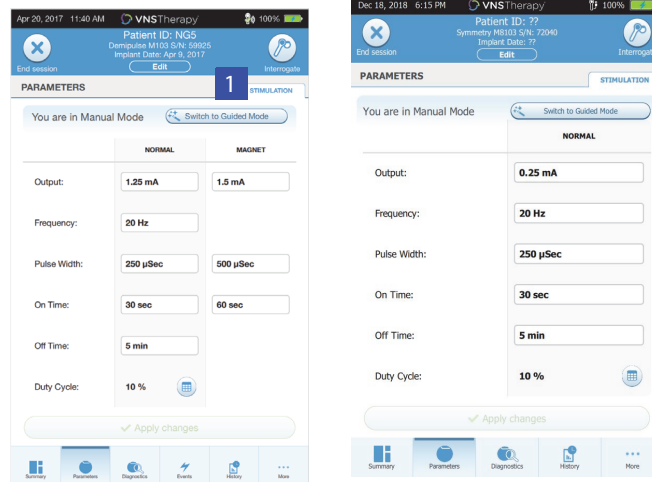 Apr 20, 2017 11:40 AM VNSTherapy 100%
Patient ID: NG5
Demipulse M103 S/N: 59925
Implant Date: Apr 9, 2017
End session Edit Interrogate
PARAMETERS 1 STIMULATION
You are in Manual Mode Switch to Guided Mode
NORMAL MAGNET
Output: 1.25 mA 1.5 mA
Frequency: 20 Hz
Pulse Width: 250 µSec 500 µSec
On Time: 30 sec 60 sec
Off Time: 5 min
Duty Cycle: 10 %
Apply changes
Summary Parameters Diagnostics Events History More
Dec 18, 2018 6:15 PM VNSTherapy 100%
Patient ID: ??
Symmetry M8103 S/N: 72040
Implant Date: ??
End session Edit Interrogat
PARAMETERS STIMULATION
You are in Manual Mode Switch to Guided Mode
NORMAL
Output: 0.25 mA
Frequency: 20 Hz
Pulse Width: 250 µSec
On Time: 30 sec
Off Time: 5 min
Duty Cycle: 10 %
Apply changes
Summary Parameters Diagnostics History More